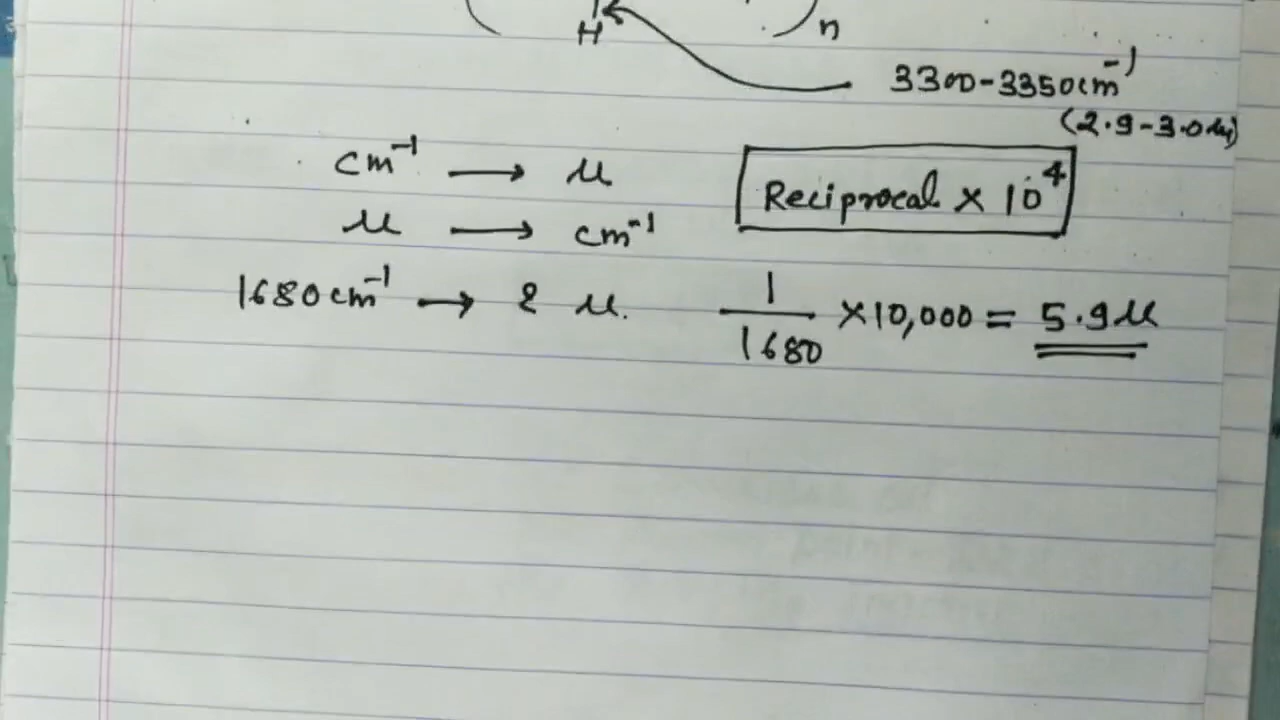 H n
3300-3350cm⁻¹
(2.9-3.0μ)
cm⁻¹ → μ
Reciprocal × 10⁴
μ → cm⁻¹
1680cm⁻¹ → ? μ. 1/1680 ×10,000 = 5.9μ